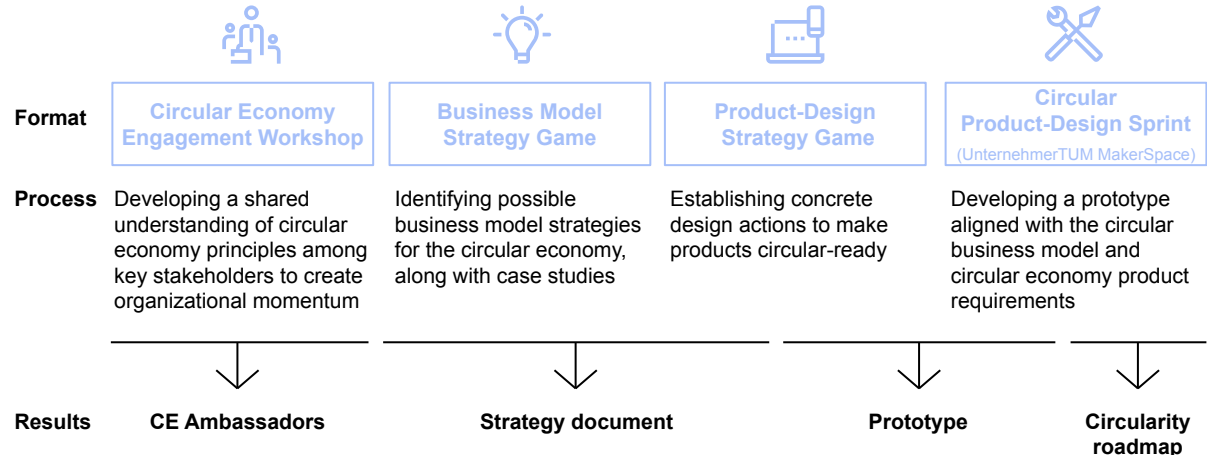 Format
Circular Economy
Engagement Workshop
Business Model
Strategy Game
Product-Design
Strategy Game
Circular
Product-Design Sprint
(UnternehmerTUM MakerSpace)
Process
Developing a shared
understanding of circular
economy principles among
key stakeholders to create
organizational momentum
Identifying possible
business model strategies
for the circular economy,
along with case studies
Establishing concrete
design actions to make
products circular-ready
Developing a prototype
aligned with the circular
business model and
circular economy product
requirements
Results
CE Ambassadors
Strategy document
Prototype
Circularity
roadmap